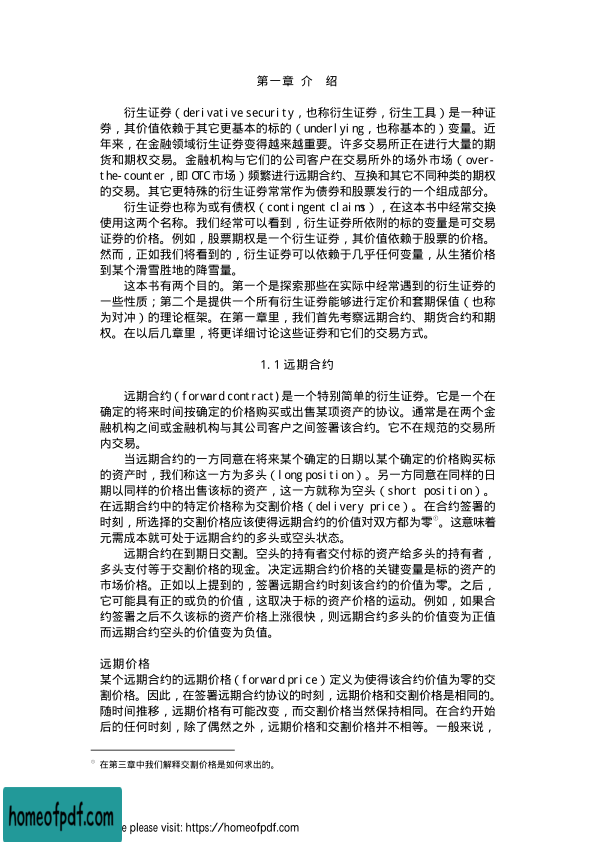 第一章 介 绍
衍生证券（derivative security，也称衍生证券，衍生工具）是一种证
券，其价值依赖于其它更基本的标的（underlying，也称基本的）变量。近
年来，在金融领域衍生证券变得越来越重要。许多交易所正在进行大量的期
货和期权交易。金融机构与它们的公司客户在交易所外的场外市场（over-
the-counter，即 OTC 市场）频繁进行远期合约、互换和其它不同种类的期权
的交易。其它更特殊的衍生证券常常作为债券和股票发行的一个组成部分。
衍生证券也称为或有债权（contingent claims），在这本书中经常交换
使用这两个名称。我们经常可以看到，衍生证券所依附的标的变量是可交易
证券的价格。例如，股票期权是一个衍生证券，其价值依赖于股票的价格。
然而，正如我们将看到的，衍生证券可以依赖于几乎任何变量，从生猪价格
到某个滑雪胜地的降雪量。
这本书有两个目的。第一个是探索那些在实际中经常遇到的衍生证券的
一些性质；第二个是提供一个所有衍生证券能够进行定价和套期保值（也称
为对冲）的理论框架。在第一章里，我们首先考察远期合约、期货合约和期
权。在以后几章里，将更详细讨论这些证券和它们的交易方式。
1.1 远期合约
远期合约（forward contract)是一个特别简单的衍生证券。它是一个在
确定的将来时间按确定的价格购买或出售某项资产的协议。通常是在两个金
融机构之间或金融机构与其公司客户之间签署该合约。它不在规范的交易所
内交易。
当远期合约的一方同意在将来某个确定的日期以某个确定的价格购买标
的资产时，我们称这一方为多头（long position）。另一方同意在同样的日
期以同样的价格出售该标的资产，这一方就称为空头（short position）。
在远期合约中的特定价格称为交割价格（delivery price）。在合约签署的
时刻，所选择的交割价格应该使得远期合约的价值对双方都为零。这意味着
元需成本就可处于远期合约的多头或空头状态。
远期合约在到期日交割。空头的持有者交付标的资产给多头的持有者，
多头支付等于交割价格的现金。决定远期合约价格的关键变量是标的资产的
市场价格。正如以上提到的，签署远期合约时刻该合约的价值为零。之后，
它可能具有正的或负的价值，这取决于标的资产价格的运动。例如，如果合
约签署之后不久该标的资产价格上涨很快，则远期合约多头的价值变为正值
而远期合约空头的价值变为负值。
远期价格
某个远期合约的远期价格（forward price）定义为使得该合约价值为零的交
割价格。因此，在签署远期合约协议的时刻，远期价格和交割价格是相同的。
随时间推移，远期价格有可能改变，而交割价格当然保持相同。在合约开始
后的任何时刻，除了偶然之外，远期价格和交割价格并不相等。一般来说，
在第三章中我们解释交割价格是如何求出的。
homeofpdf.com
please visit: https://homeofpdf.com